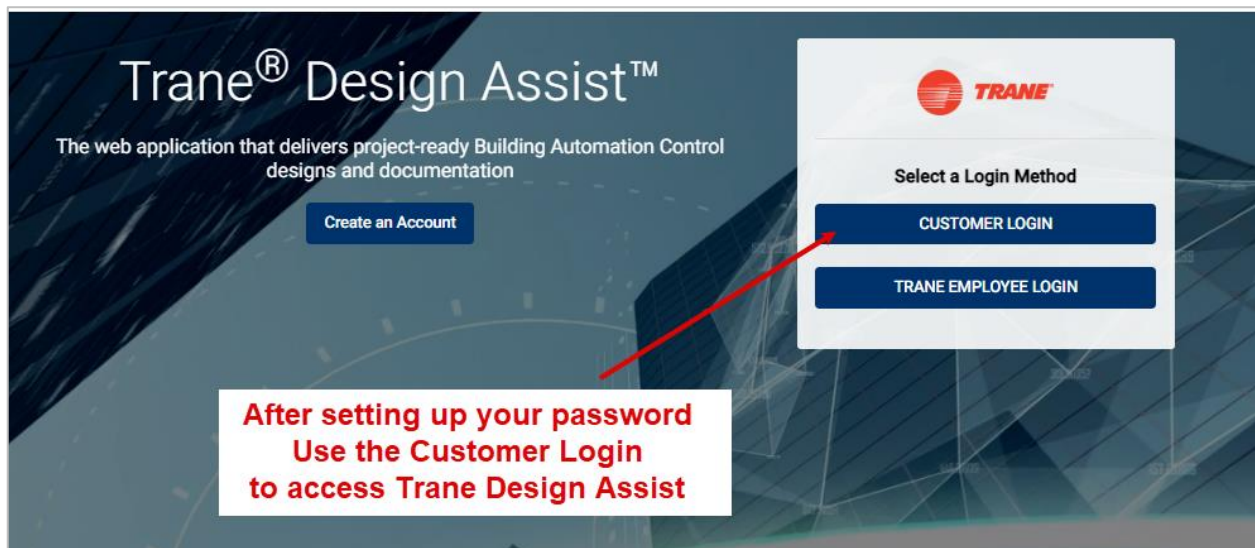 Trane® Design Assist™
The web application that delivers project-ready Building Automation Control
designs and documentation
Create an Account
TRANE
Select a Login Method
CUSTOMER LOGIN
TRANE EMPLOYEE LOGIN
After setting up your password
Use the Customer Login
to access Trane Design Assist